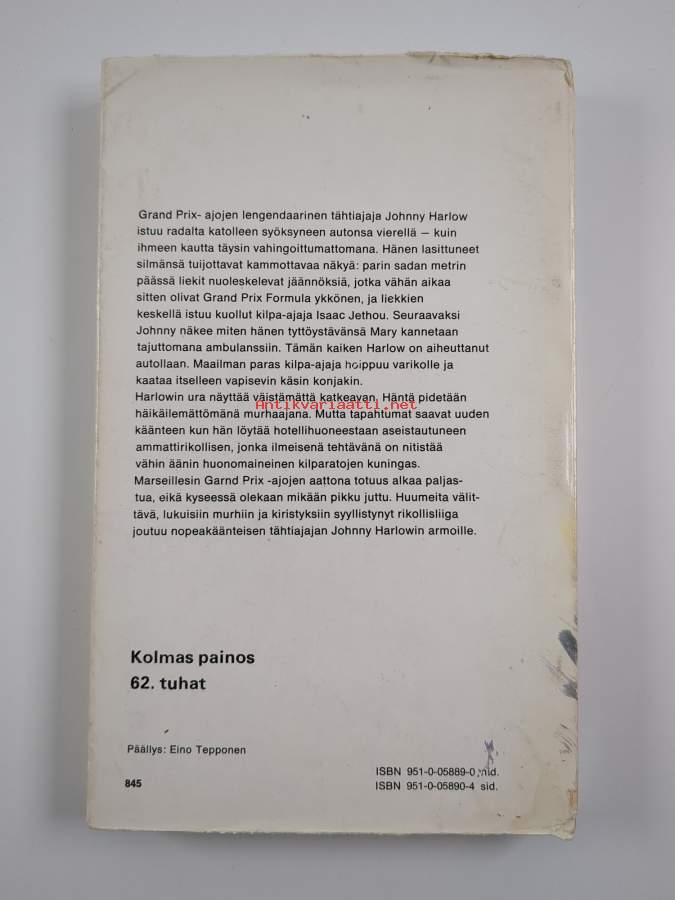 Grand Prix- ajojen lengendaarinen tähtiajaja Johnny Harlow
istuu radalta katolleen syöksyneen autonsa vierellä — kuin
ihmeen kautta täysin vahingoittumattomana. Hänen lasittuneet
silmänsä tuijottavat kammottavaa näkyä: parin sadan metrin
päässä liekit nuoleskelevat jäännöksiä, jotka vähän aikaa
sitten olivat Grand Prix Formula ykkönen, ja liekkien
keskellä istuu kuollut kilpa-ajaja Isaac Jethou. Seuraavaksi
Johnny näkee miten hänen tyttöystävänsä Mary kannetaan
tajuttomana ambulanssiin. Tämän kaiken Harlow on aiheuttanut
autollaan. Maailman paras kilpa-ajaja hoippuu varikolle ja
kaataa itselleen vapisevin käsin konjakin.
Harlowin ura näyttää väistämättä katkeavan. Häntä pidetään
Antikvariaatti.net
häikäilemättömänä murhaajana. Mutta tapahtumat saavat uuden
käänteen kun hän löytää hotellihuoneestaan aseistautuneen
ammattirikollisen, jonka ilmeisenä tehtävänä on nitistää
vähin äänin huonomaineinen kilparatojen kuningas.
Marseillesin Garnd Prix -ajojen aattona totuus alkaa paljas-
tua, eikä kyseessä olekaan mikään pikku juttu. Huumeita välit-
tävä, lukuisiin murhiin ja kiristyksiin syyllistynyt rikollisliiga
joutuu nopeakäänteisen tähtiajajan Johnny Harlowin armoille.
Kolmas painos
62. tuhat
Päällys: Eino Tepponen
ISBN 951-0-05889-0 nid.
845
ISBN 951-0-05890-4 sid.